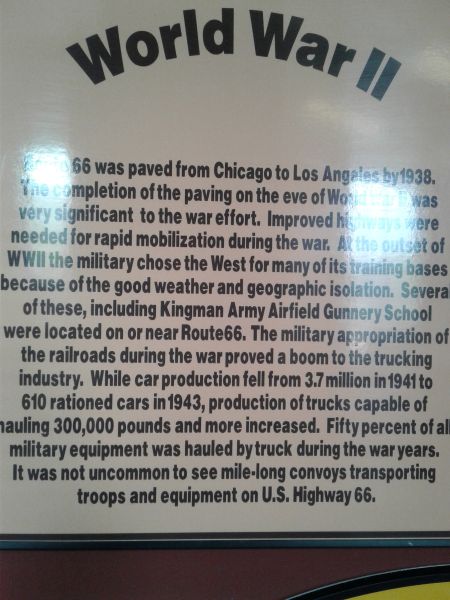 World War II
66 was paved from Chicago to Los Angeles by 1938.
The completion of the paving on the eve of World War II was
very significant to the war effort. Improved highways were
needed for rapid mobilization during the war. At the outset of
WWII the military chose the West for many of its training bases
because of the good weather and geographic isolation. Severa
of these, including Kingman Army Airfield Gunnery School
were located on or near Route66. The military appropriation of
the railroads during the war proved a boom to the trucking
industry. While car production fell from 3.7 million in 1941 to
610 rationed cars in 1943, production of trucks capable of
hauling 300,000 pounds and more increased. Fifty percent of all
military equipment was hauled by truck during the war years.
It was not uncommon to see mile-long convoys transporting
troops and equipment on U.S. Highway 66.